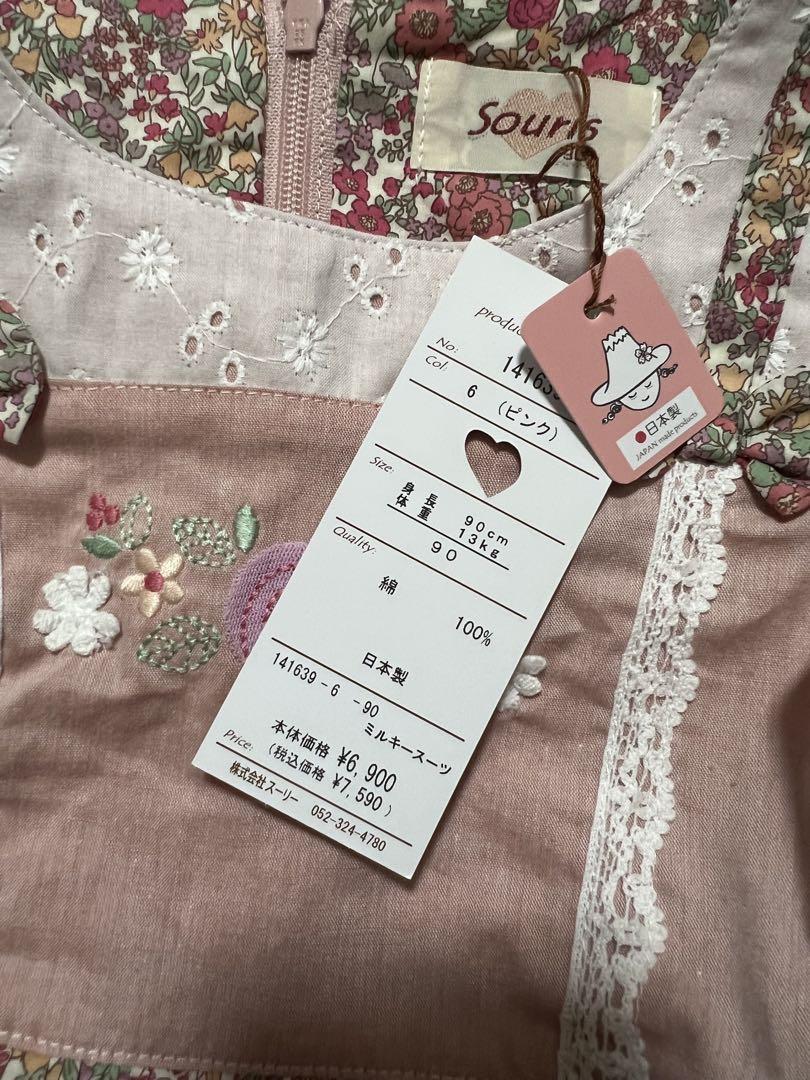 Souris
produc
No: 141639
Col: 6 （ピンク）
Size:
身長 90cm
体重 13kg
90
Quality:
綿 100%
日本製
141639-6 -90
ミルキースーツ
Price: 本体価格 ¥6,900
（税込価格 ¥7,590）
株式会社スーリー 052-324-4780
日本製
JAPAN made products